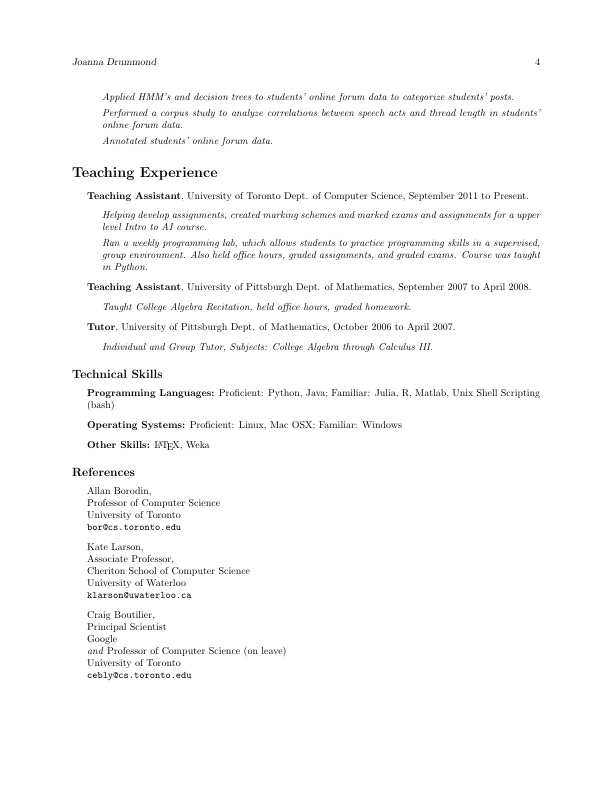 Joanna Drummond 4
Applied HMM's and decision trees to students' online forum data to categorize students' posts.
Performed a corpus study to analyze correlations between speech acts and thread length in students'
online forum data.
Annotated students' online forum data.
Teaching Experience
Teaching Assistant, University of Toronto Dept. of Computer Science, September 2011 to Present.
Helping develop assignments, created marking schemes and marked exams and assignments for a upper
level Intro to AI course.
Ran a weekly programming lab, which allows students to practice programming skills in a supervised,
group environment. Also held office hours, graded assignments, and graded exams. Course was taught
in Python.
Teaching Assistant, University of Pittsburgh Dept. of Mathematics, September 2007 to April 2008.
Taught College Algebra Recitation, held office hours, graded homework.
Tutor, University of Pittsburgh Dept. of Mathematics, October 2006 to April 2007.
Individual and Group Tutor, Subjects: College Algebra through Calculus III.
Technical Skills
Programming Languages: Proficient: Python, Java; Familiar: Julia, R, Matlab, Unix Shell Scripting
(bash)
Operating Systems: Proficient: Linux, Mac OSX; Familiar: Windows
Other Skills: LATEX, Weka
References
Allan Borodin,
Professor of Computer Science
University of Toronto
bor@cs.toronto.edu
Kate Larson,
Associate Professor,
Cheriton School of Computer Science
University of Waterloo
klarson@uwaterloo.ca
Craig Boutilier,
Principal Scientist
Google
and Professor of Computer Science (on leave)
University of Toronto
cebly@cs.toronto.edu